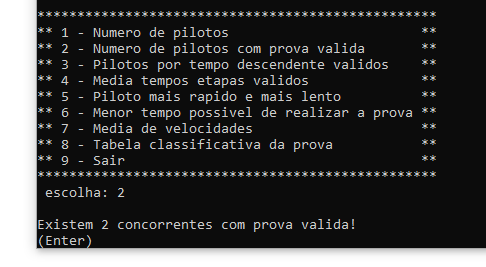 **************************************************
** 1 - Numero de pilotos **
** 2 - Numero de pilotos com prova valida **
** 3 - Pilotos por tempo descendente validos **
** 4 - Media tempos etapas validos **
** 5 - Piloto mais rapido e mais lento **
** 6 - Menor tempo possivel de realizar a prova **
** 7 - Media de velocidades **
** 8 - Tabela classificativa da prova **
** 9 - Sair **
**************************************************
escolha: 2
Existem 2 concorrentes com prova valida!
(Enter)